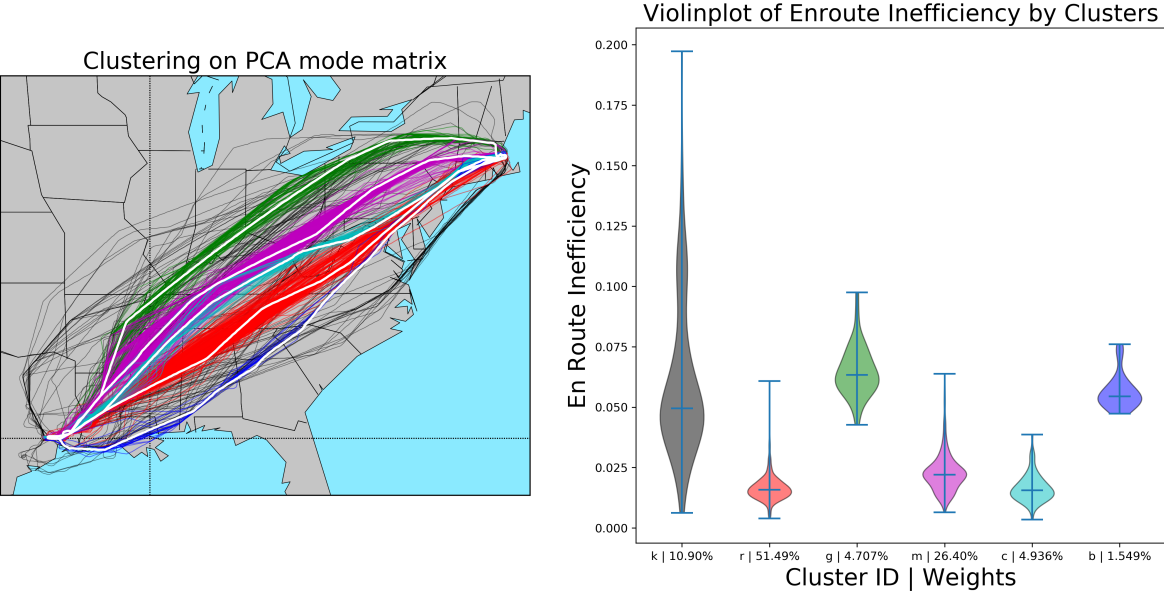 Clustering on PCA mode matrix
Violinplot of Enroute Inefficiency by Clusters
En Route Inefficiency
0.200
0.175
0.150
0.125
0.100
0.075
0.050
0.025
0.000
k | 10.90%
r | 51.49%
g | 4.707%
m | 26.40%
c | 4.936%
b | 1.549%
Cluster ID | Weights